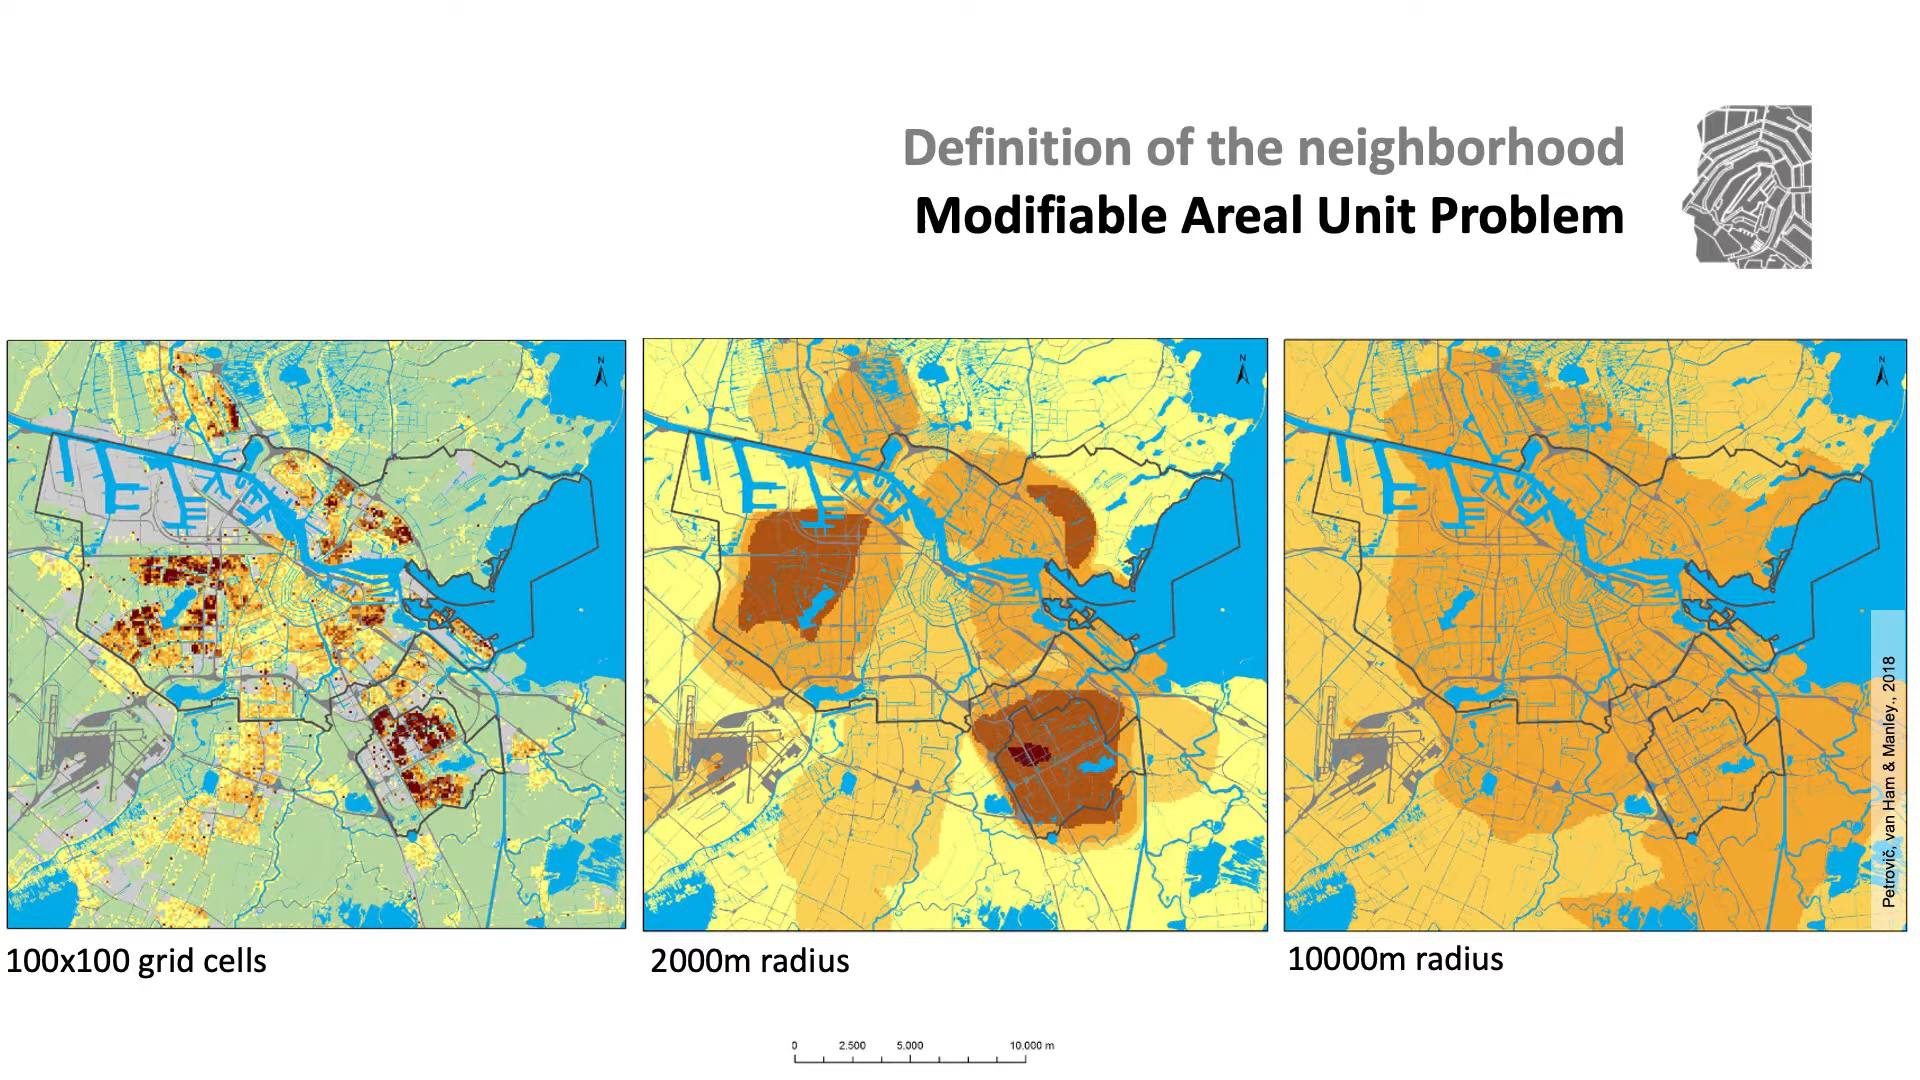 Definition of the neighborhood
Modifiable Areal Unit Problem
N
N
N
Petrovič, van Ham & Manley., 2018
100x100 grid cells
2000m radius
10000m radius
0 2.500 5.000 10.000 m